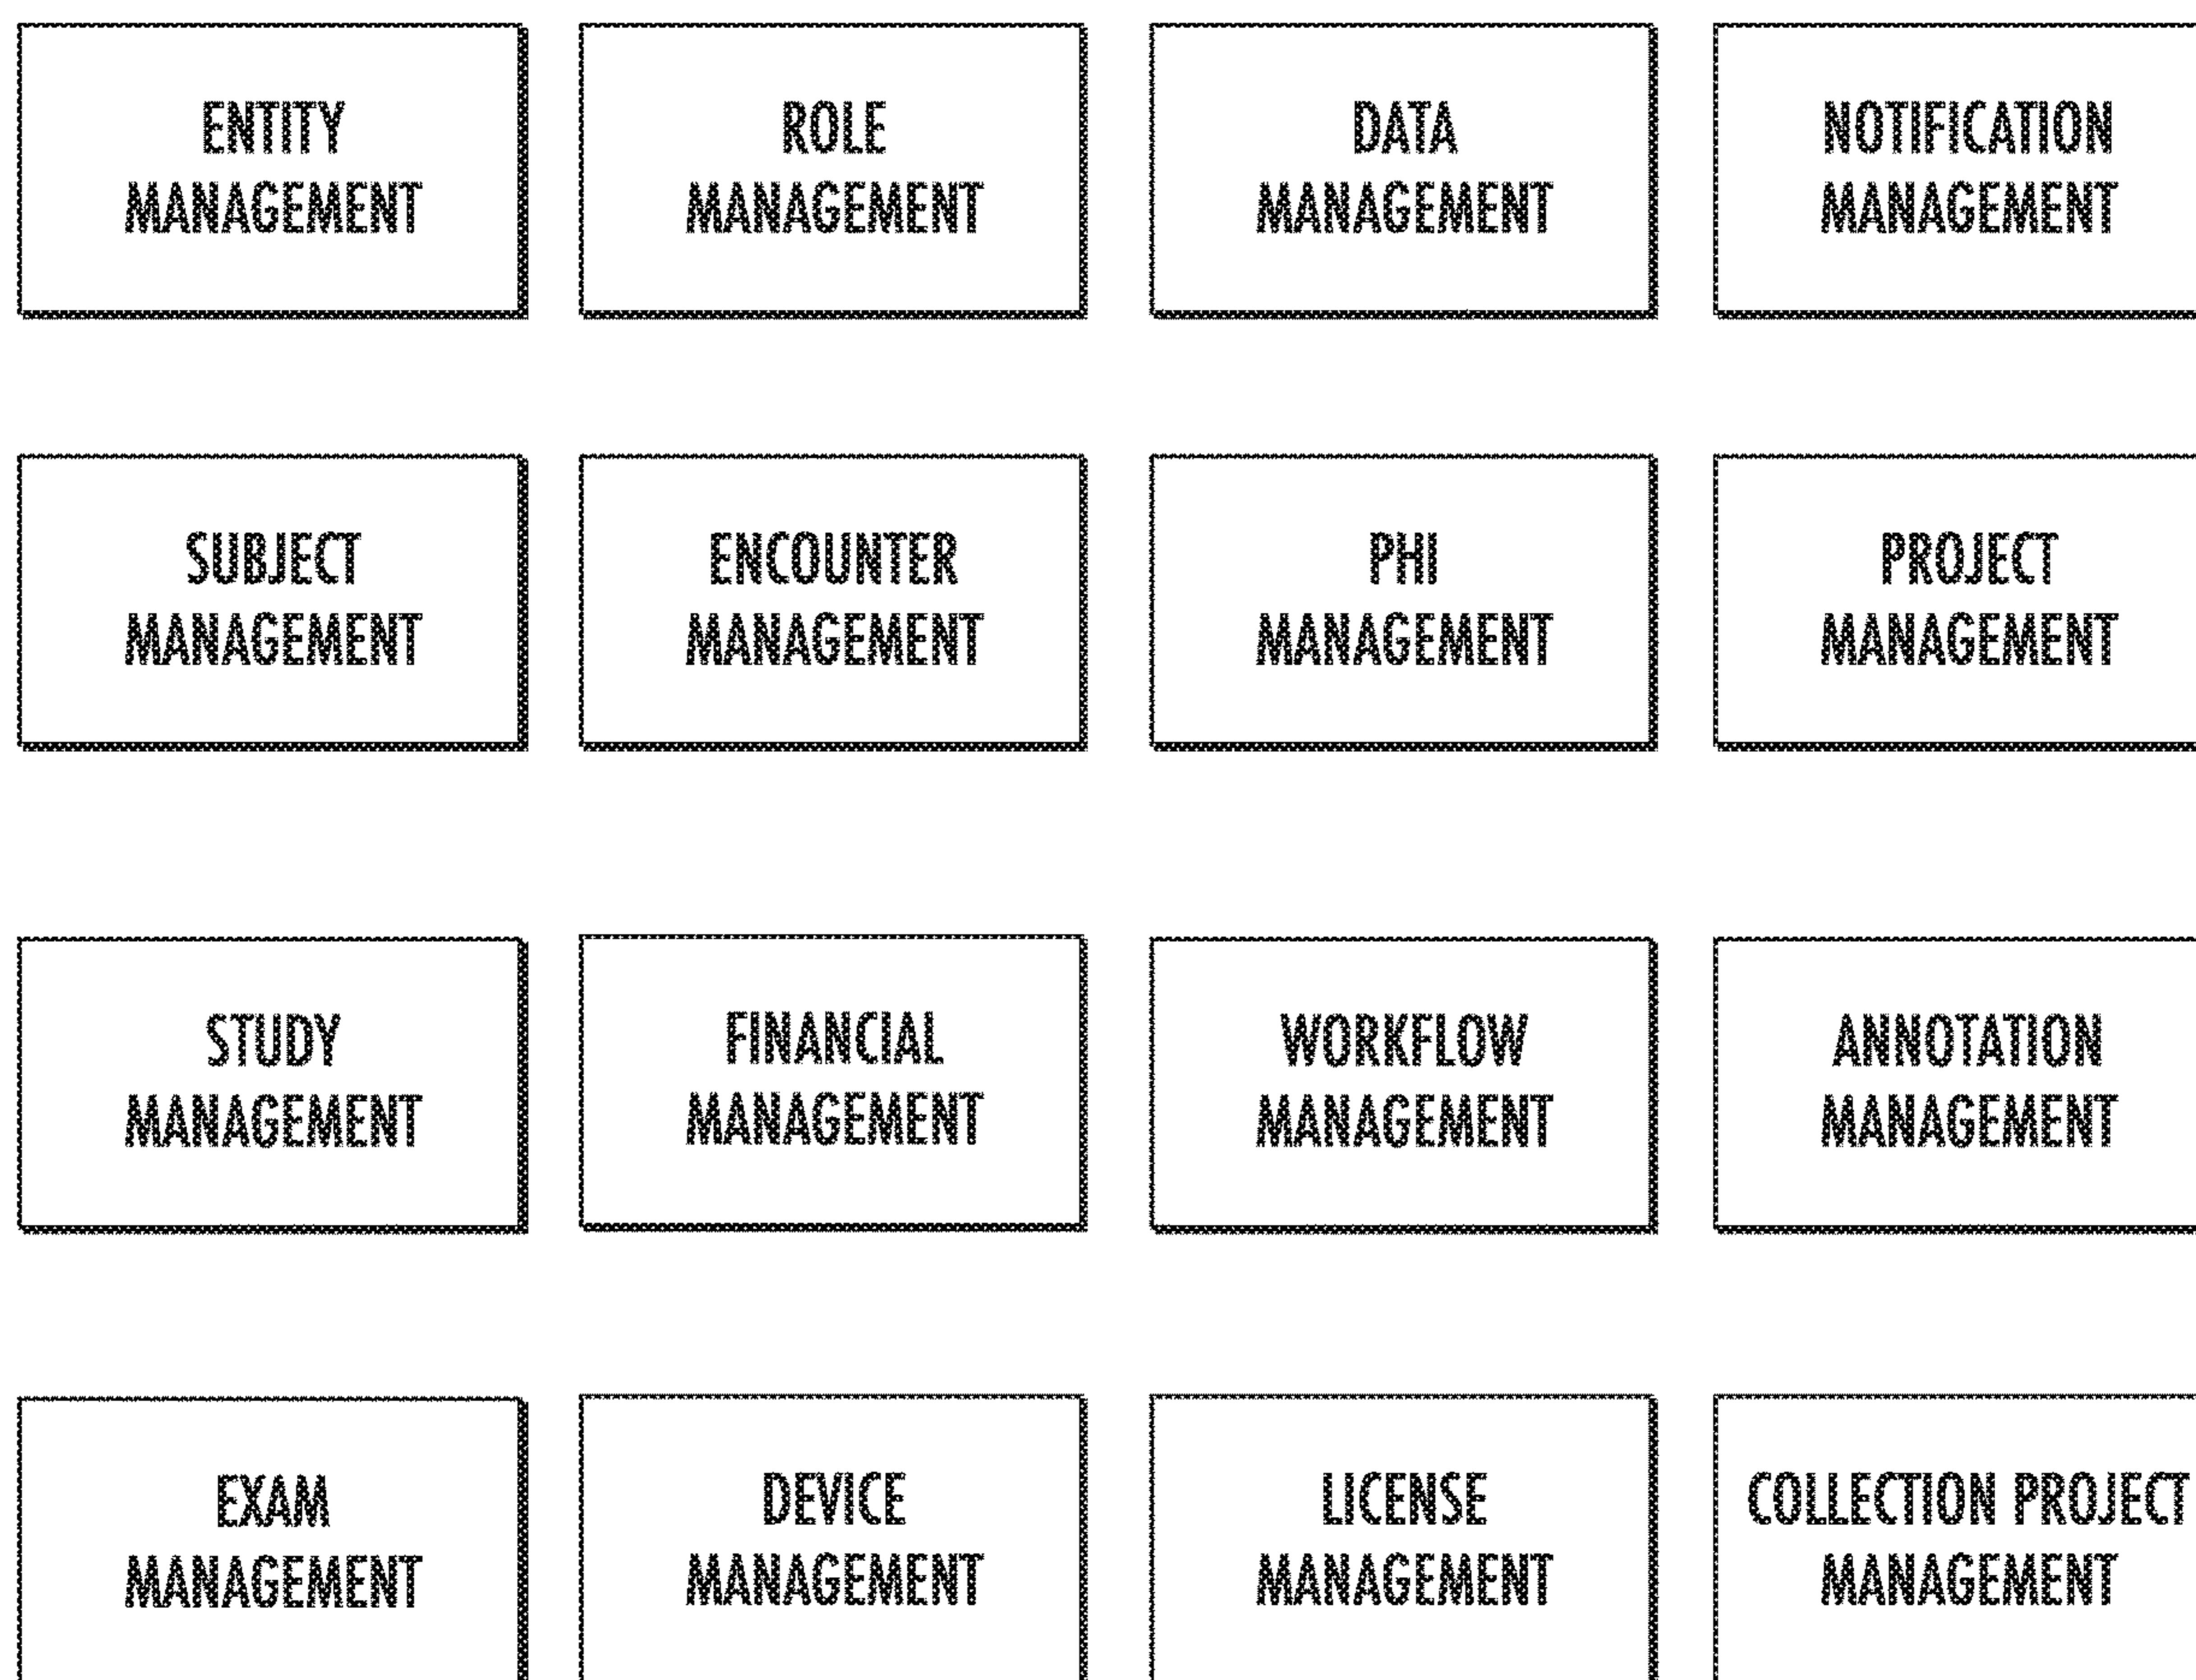 ENTITY
MANAGEMENT
ROLE
MANAGEMENT
DATA
MANAGEMENT
NOTIFICATION
MANAGEMENT
SUBJECT
MANAGEMENT
ENCOUNTER
MANAGEMENT
PHI
MANAGEMENT
PROJECT
MANAGEMENT
STUDY
MANAGEMENT
FINANCIAL
MANAGEMENT
WORKFLOW
MANAGEMENT
ANNOTATION
MANAGEMENT
EXAM
MANAGEMENT
DEVICE
MANAGEMENT
LICENSE
MANAGEMENT
COLLECTION PROJECT
MANAGEMENT